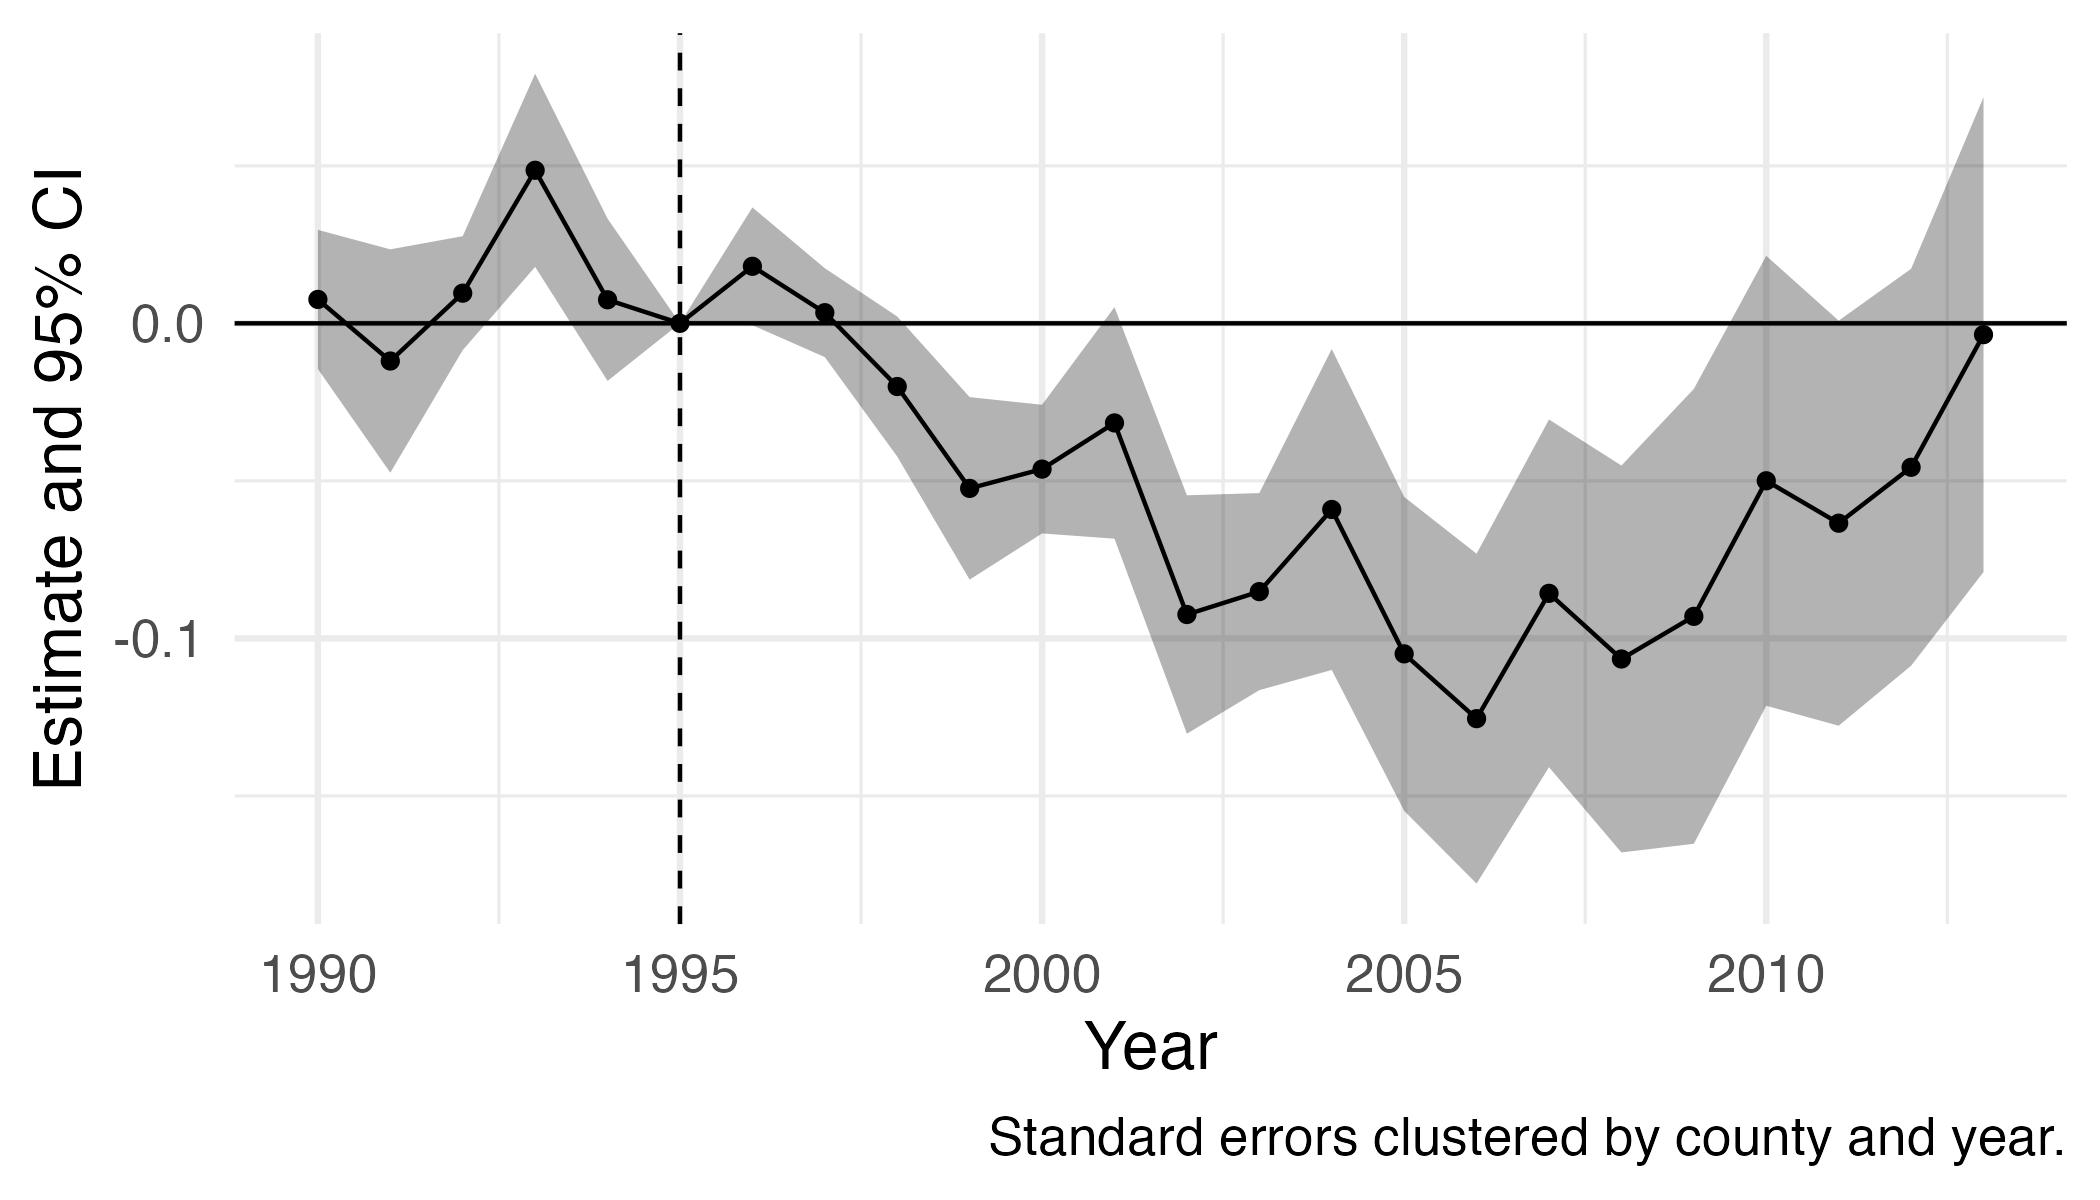 Estimate and 95% CI
0.0
-0.1
1990 1995 2000 2005 2010
Year
Standard errors clustered by county and year.